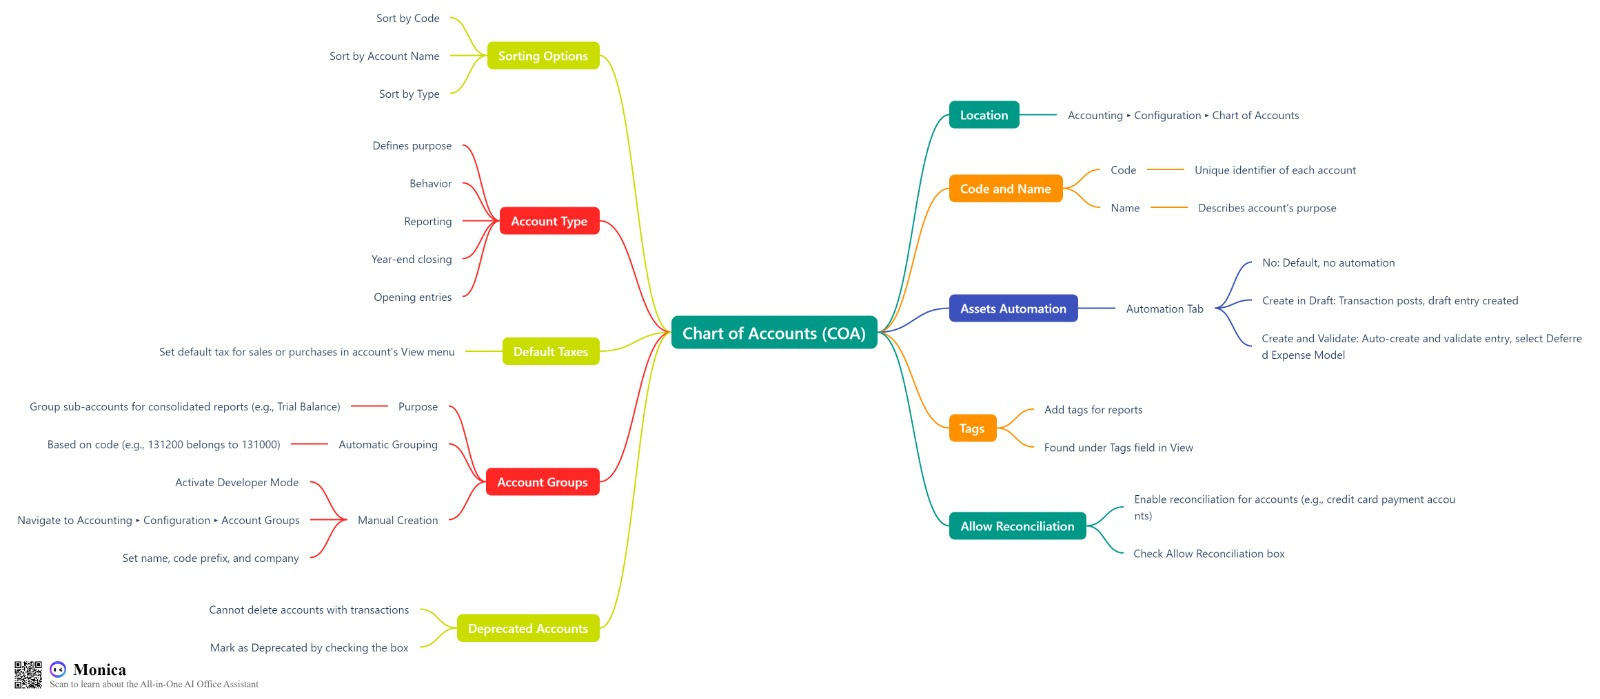 Chart of Accounts (COA)
Sorting Options
Sort by Code
Sort by Account Name
Sort by Type
Account Type
Defines purpose
Behavior
Reporting
Year-end closing
Opening entries
Default Taxes
Set default tax for sales or purchases in account's View menu
Account Groups
Purpose
Group sub-accounts for consolidated reports (e.g., Trial Balance)
Automatic Grouping
Based on code (e.g., 131200 belongs to 131000)
Manual Creation
Activate Developer Mode
Navigate to Accounting ▸ Configuration ▸ Account Groups
Set name, code prefix, and company
Deprecated Accounts
Cannot delete accounts with transactions
Mark as Deprecated by checking the box
Location
Accounting ▸ Configuration ▸ Chart of Accounts
Code and Name
Code
Unique identifier of each account
Name
Describes account's purpose
Assets Automation
Automation Tab
No: Default, no automation
Create in Draft: Transaction posts, draft entry created
Create and Validate: Auto-create and validate entry, select Deferre
d Expense Model
Tags
Add tags for reports
Found under Tags field in View
Allow Reconciliation
Enable reconciliation for accounts (e.g., credit card payment accou
nts)
Check Allow Reconciliation box
Monica
Scan to learn about the All-in-One AI Office Assistant